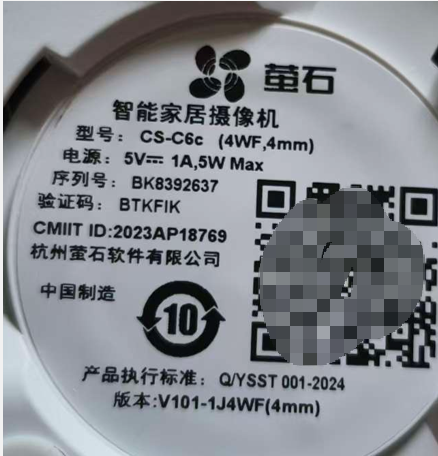 萤石
智能家居摄像机
型号： CS-C6c （4WF,4mm)
电源： 5V⎓ 1A,5W Max
序列号： BK8392637
验证码： BTKFIK
CMIIT ID:2023AP18769
杭州萤石软件有限公司
中国制造
10
产品执行标准： Q/YSST 001-2024
版本:V101-1J4WF(4mm)